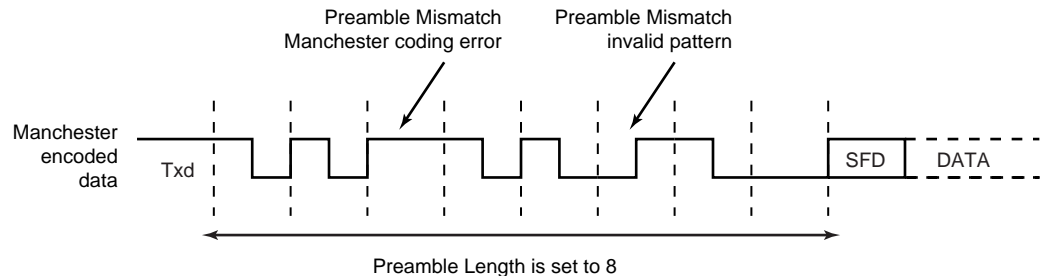 Preamble Mismatch
Manchester coding error
Preamble Mismatch
invalid pattern
Manchester
encoded
data
Txd
SFD
DATA
Preamble Length is set to 8